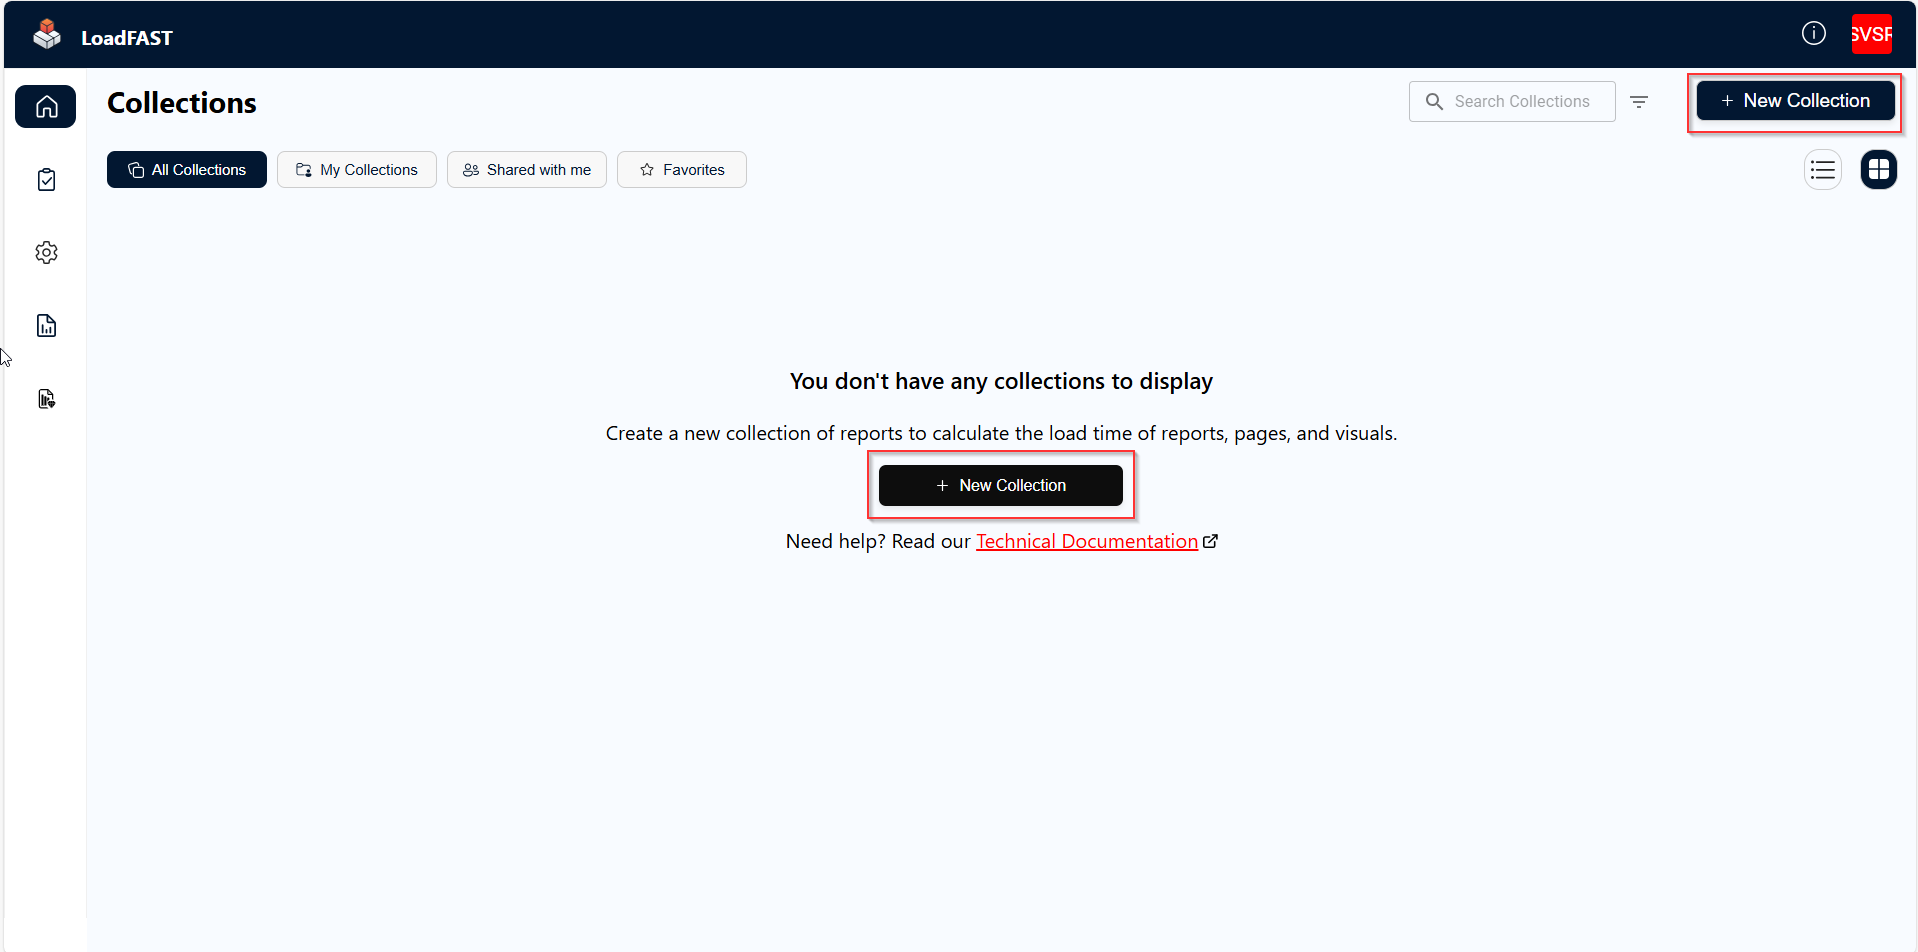 LoadFAST
SVSR
Collections
Search Collections
+ New Collection
All Collections
My Collections
Shared with me
Favorites
You don't have any collections to display
Create a new collection of reports to calculate the load time of reports, pages, and visuals.
+ New Collection
Need help? Read our Technical Documentation